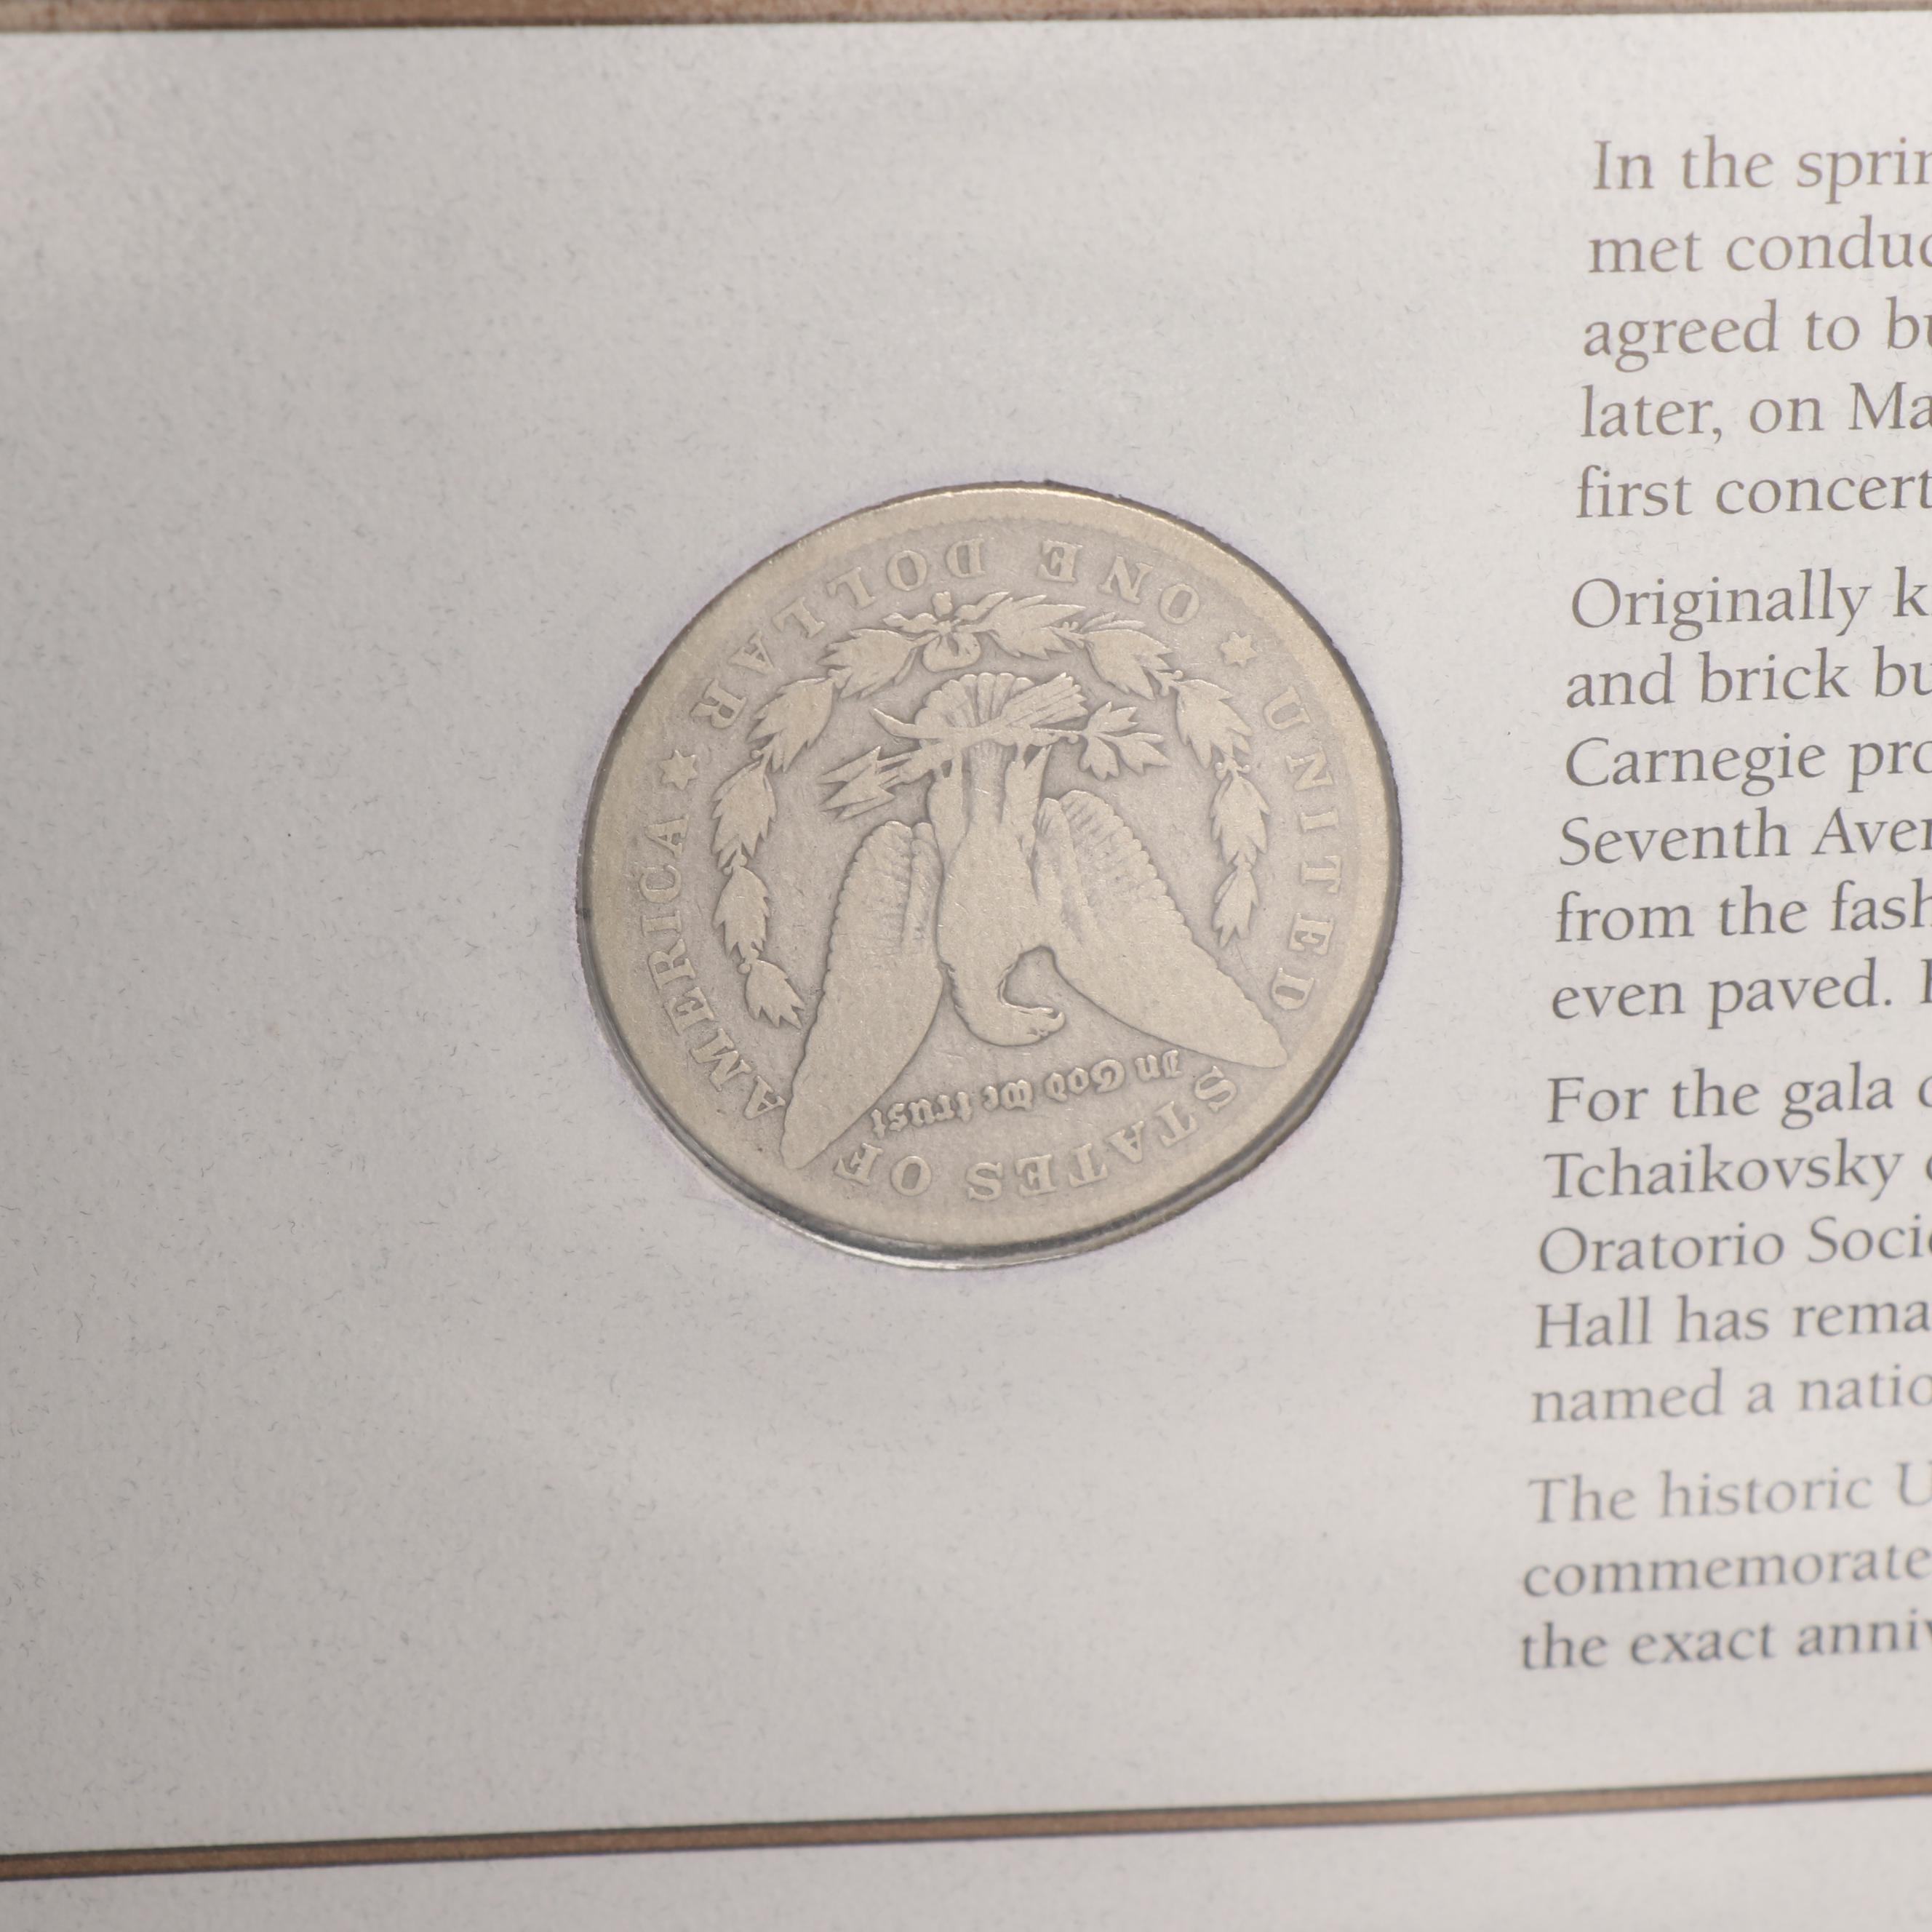 UNITED STATES OF AMERICA
In God We trust
ONE DOLLAR
In the sprin
met conduc
agreed to bu
later, on Ma
first concert
Originally k
and brick bu
Carnegie pro
Seventh Aven
from the fash
even paved.
For the gala
Tchaikovsky
Oratorio Socie
Hall has rema
named a natio
The historic U
commemorate
the exact anniv